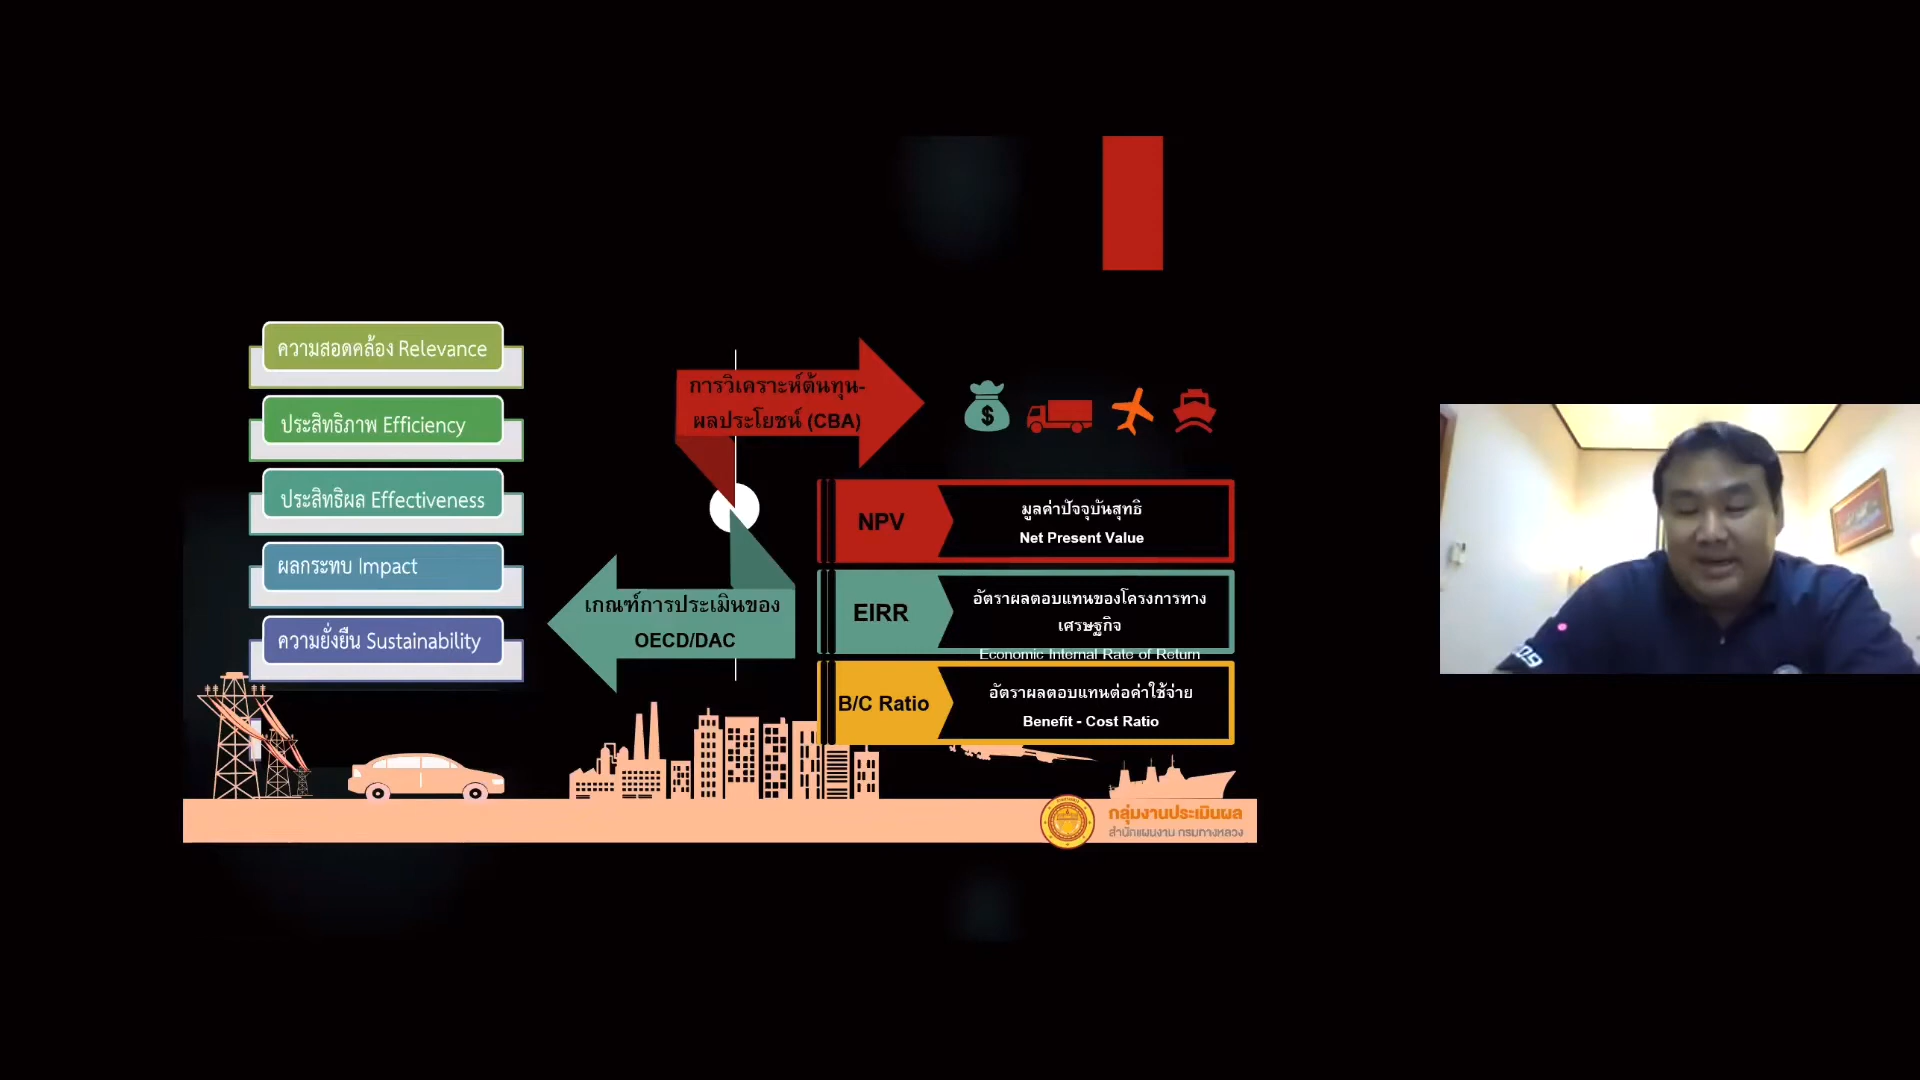 ความสอดคล้อง Relevance
ประสิทธิภาพ Efficiency
ประสิทธิผล Effectiveness
ผลกระทบ Impact
ความยั่งยืน Sustainability
การวิเคราะห์ต้นทุน-
ผลประโยชน์ (CBA)
เกณฑ์การประเมินของ
OECD/DAC
$
NPV
มูลค่าปัจจุบันสุทธิ
Net Present Value
EIRR
อัตราผลตอบแทนของโครงการทาง
เศรษฐกิจ
Economic Internal Rate of Return
B/C Ratio
อัตราผลตอบแทนต่อค่าใช้จ่าย
Benefit - Cost Ratio
กลุ่มงานประเมินผล
สำนักแผนงาน กรมทางหลวง